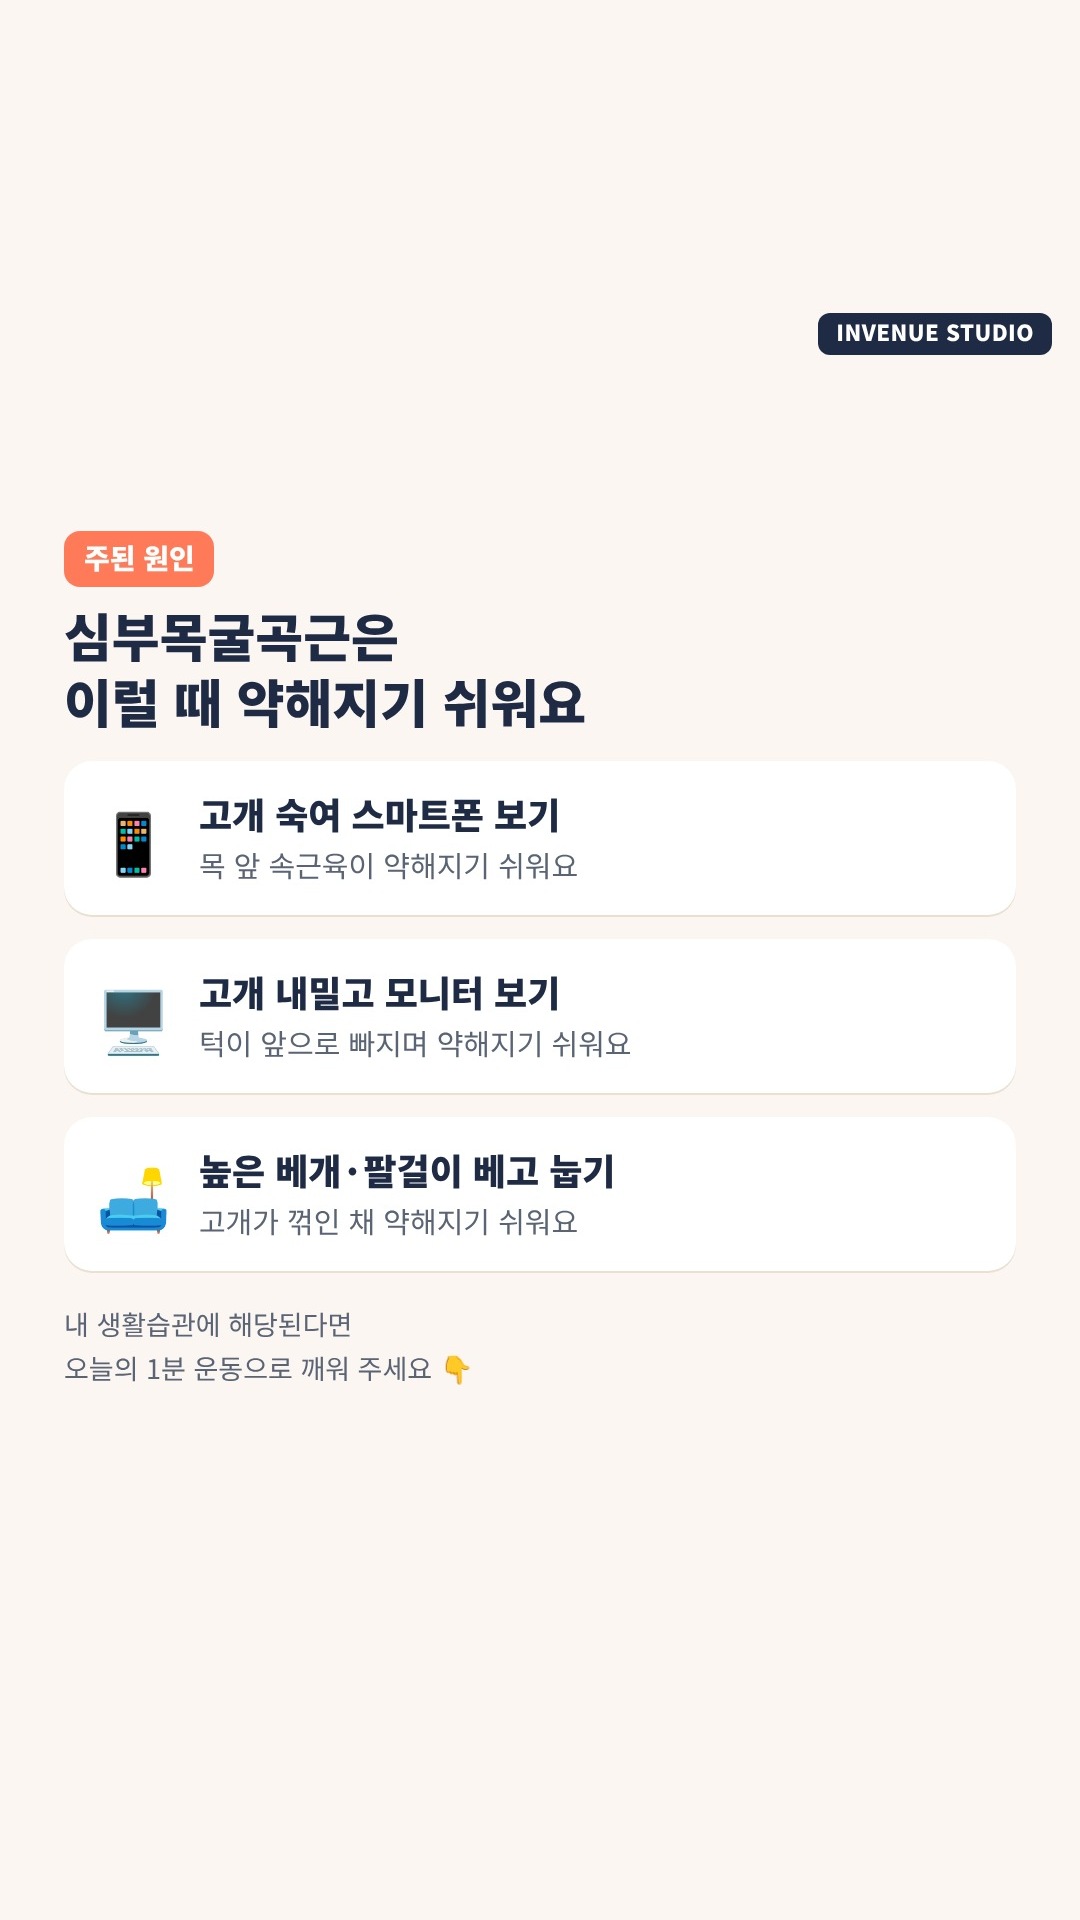 INVENUE STUDIO
주된 원인
심부목굴곡근은
이럴 때 약해지기 쉬워요
고개 숙여 스마트폰 보기
목 앞 속근육이 약해지기 쉬워요
고개 내밀고 모니터 보기
턱이 앞으로 빠지며 약해지기 쉬워요
높은 베개·팔걸이 베고 눕기
고개가 꺾인 채 약해지기 쉬워요
내 생활습관에 해당된다면
오늘의 1분 운동으로 깨워 주세요 👇